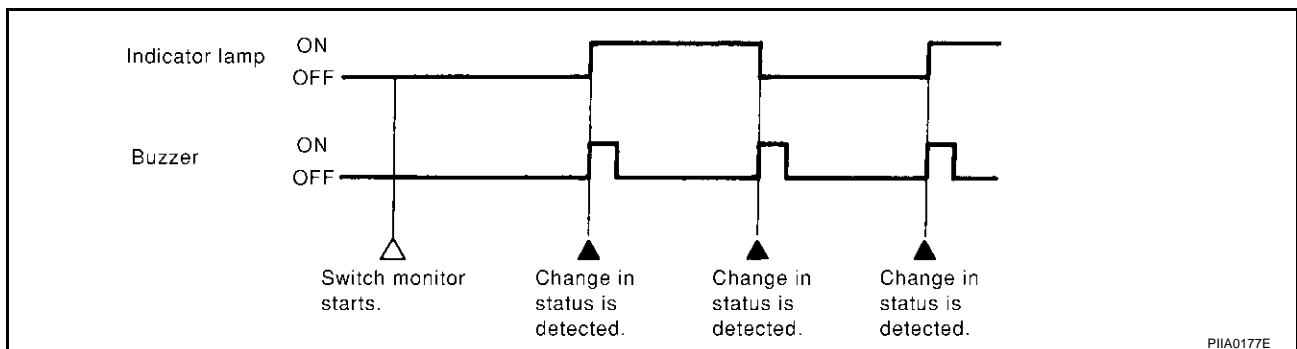 Indicator lamp
ON
OFF
Buzzer
ON
OFF
Switch monitor
starts.
Change in
status is
detected.
Change in
status is
detected.
Change in
status is
detected.
PIIA0177E